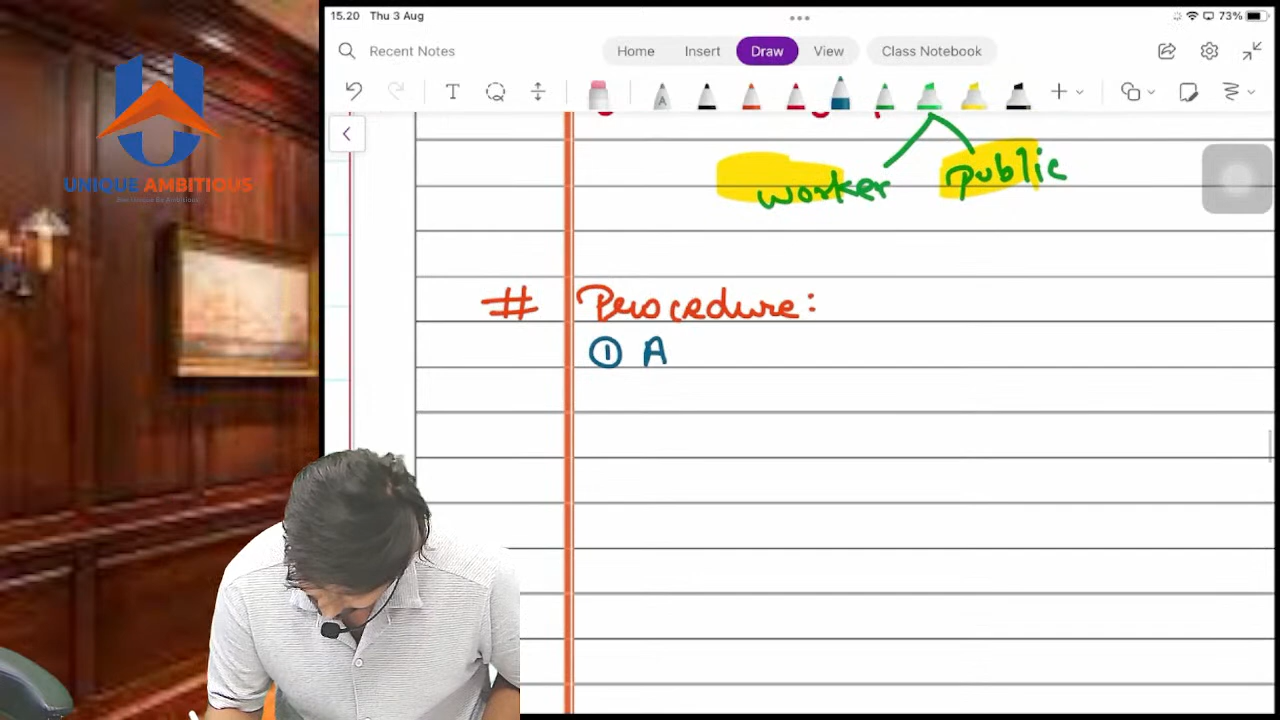 15.20 Thu 3 Aug
73%
Recent Notes
Home Insert Draw View Class Notebook
T
A
worker public
# Procedure:
① A
UNIQUE AMBITIOUS